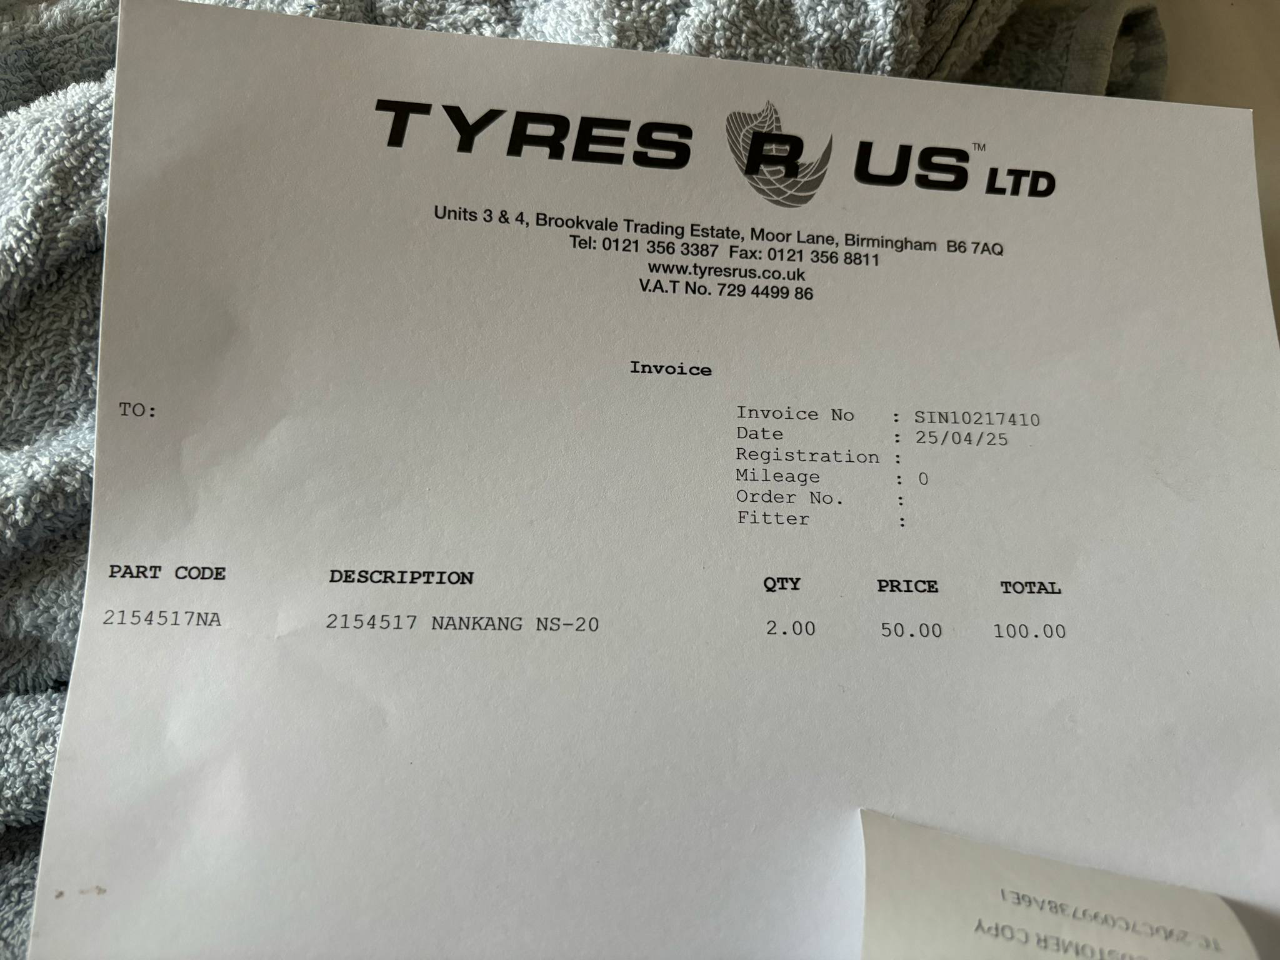 TYRES R US™ LTD
Units 3 & 4, Brookvale Trading Estate, Moor Lane, Birmingham B6 7AQ
Tel: 0121 356 3387 Fax: 0121 356 8811
www.tyresrus.co.uk
V.A.T No. 729 4499 86
Invoice
TO:
Invoice No : SIN10217410
Date : 25/04/25
Registration :
Mileage : 0
Order No. :
Fitter :
PART CODE DESCRIPTION QTY PRICE TOTAL
2154517NA 2154517 NANKANG NS-20 2.00 50.00 100.00
CUSTOMER COPY